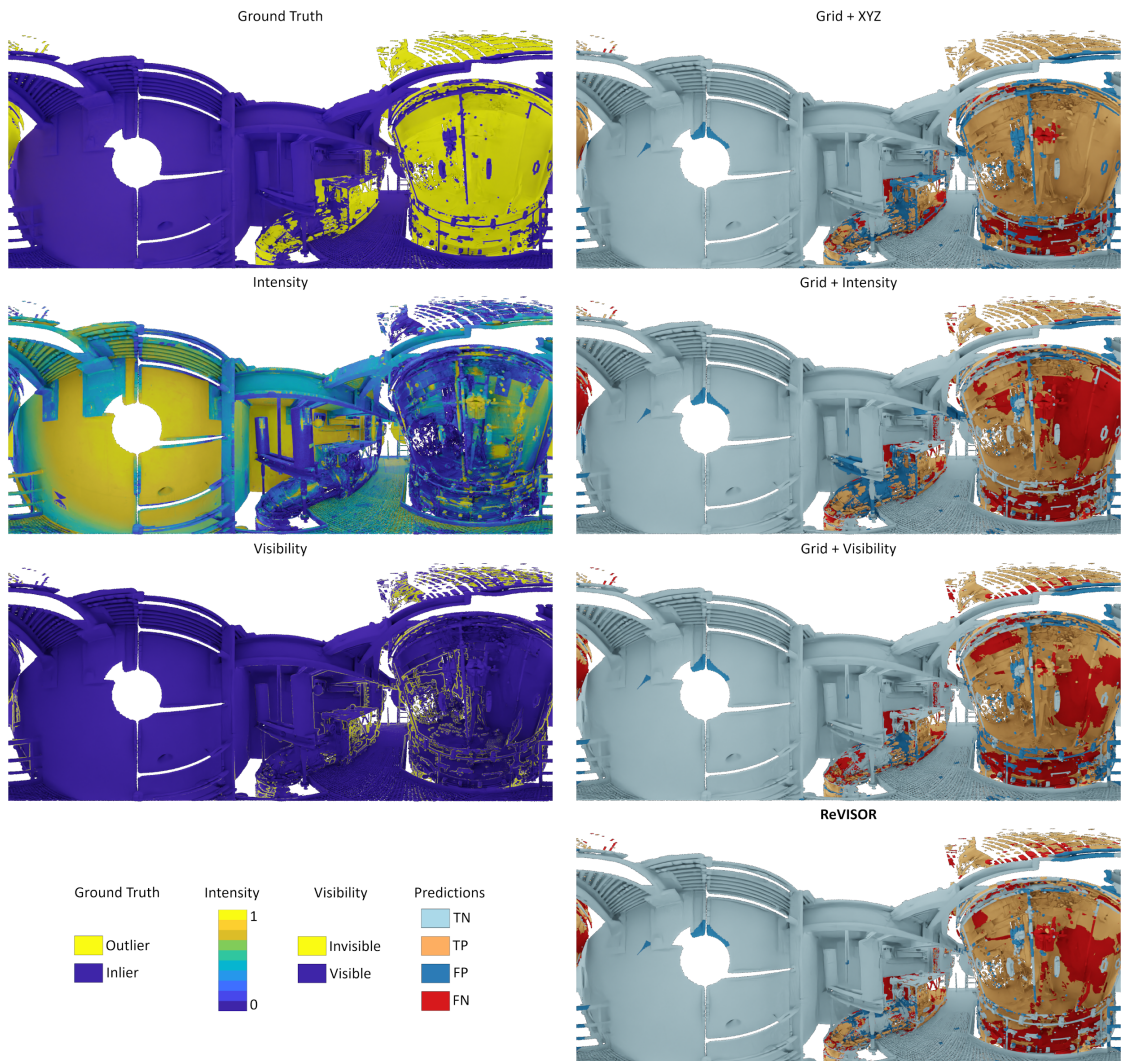 Ground Truth
Grid + XYZ
Intensity
Grid + Intensity
Visibility
Grid + Visibility
ReVISOR
Ground Truth
Outlier
Inlier
Intensity
1
0
Visibility
Invisible
Visible
Predictions
TN
TP
FP
FN